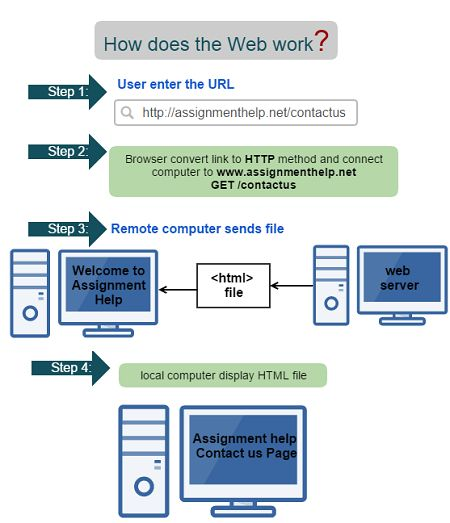 How does the Web work?
Step 1:
User enter the URL
http://assignmenthelp.net/contactus
Step 2:
Browser convert link to HTTP method and connect
computer to www.assignmenthelp.net
GET /contactus
Step 3:
Remote computer sends file
Welcome to
Assignment
Help
<html>
file
web
server
Step 4:
local computer display HTML file
Assignment help
Contact us Page